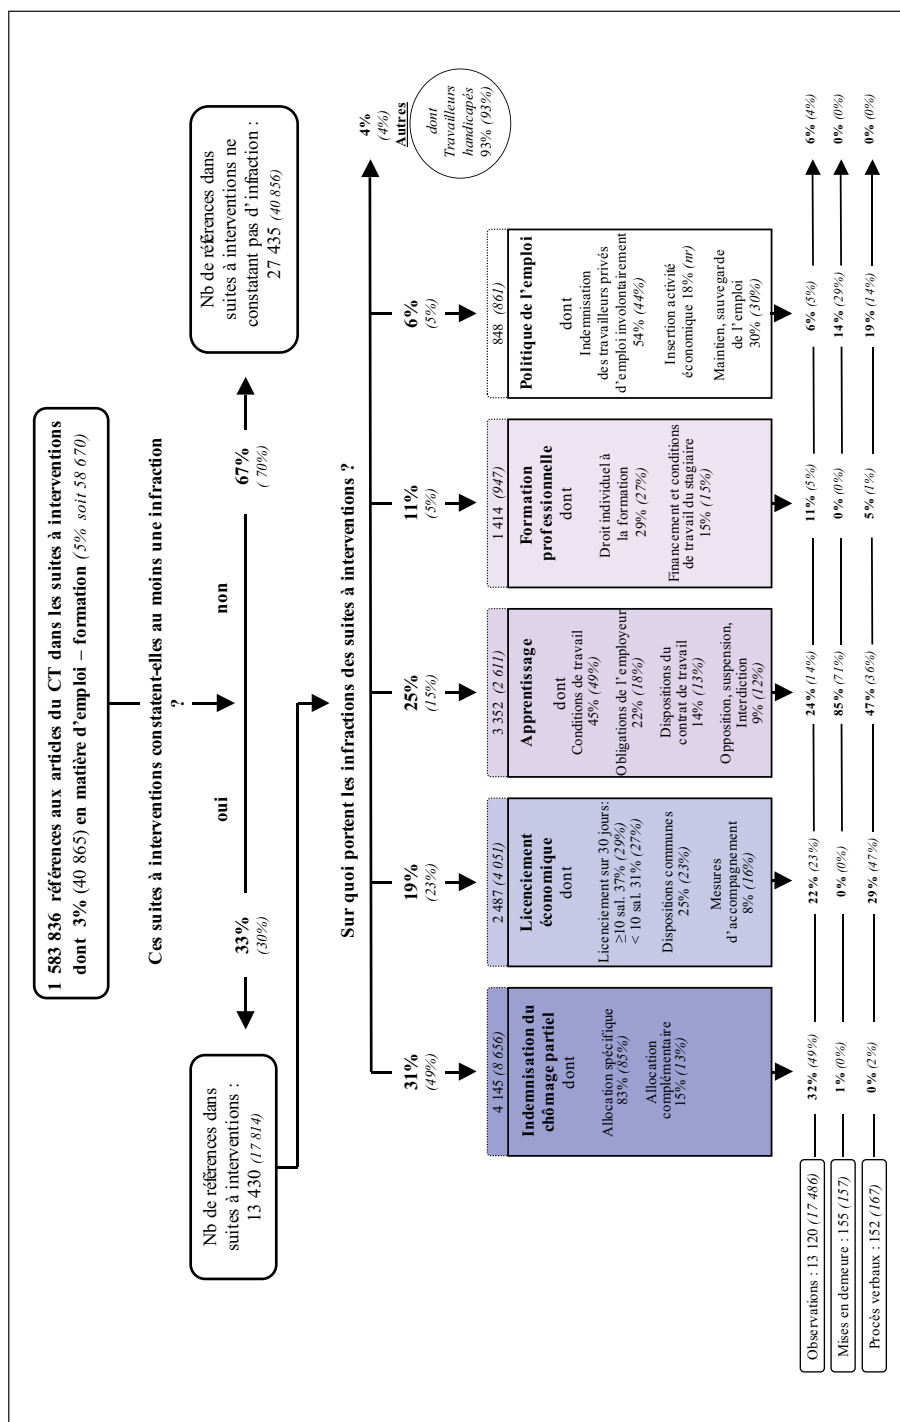 1 583 836 références aux articles du CT dans les suites à interventions
dont 3% (40 865) en matière d’emploi – formation (5% soit 58 670)
Ces suites à interventions constatent-elles au moins une infraction
?
oui
non
33%
(30%)
67%
(70%)
Nb de références dans
suites à interventions :
13 430 (17 814)
Nb de références dans
suites à interventions ne
constatant pas d’infraction :
27 435 (40 856)
Sur quoi portent les infractions des suites à interventions ?
31%
(49%)
19%
(23%)
25%
(15%)
11%
(5%)
6%
(5%)
4%
(4%)
Autres
dont
Travailleurs
handicapés
93% (93%)
4 145 (8 656)
Indemnisation du
chômage partiel
dont
Allocation spécifique
83% (85%)
Allocation
complémentaire
15% (13%)
2 487 (4 051)
Licenciement
économique
dont
Licenciement sur 30 jours:
≥10 sal. 37% (29%)
< 10 sal. 31% (27%)
Dispositions communes
25% (23%)
Mesures
d’accompagnement
8% (16%)
3 352 (2 611)
Apprentissage
dont
Conditions de travail
45% (49%)
Obligations de l’employeur
22% (18%)
Dispostions du
contrat de travail
14% (13%)
Opposition, suspension,
Interdiction
9% (12%)
1 414 (947)
Formation
professionnelle
dont
Droit individuel à
la formation
29% (27%)
Financement et conditions
de travail du stagiaire
15% (15%)
848 (861)
Politique de l’emploi
dont
Indemnisation
des travailleurs privés
d’emploi involontairement
54% (44%)
Insertion activité
économique 18% (nr)
Maintien, sauvegarde
de l’emploi
30% (30%)
Observations : 13 120 (17 486)
32% (49%)
22% (23%)
24% (14%)
11% (5%)
6% (5%)
6% (4%)
Mises en demeure : 155 (157)
1% (0%)
0% (0%)
85% (71%)
0% (0%)
14% (29%)
0% (0%)
Procès verbaux : 152 (167)
0% (2%)
29% (47%)
47% (36%)
5% (1%)
19% (14%)
0% (0%)